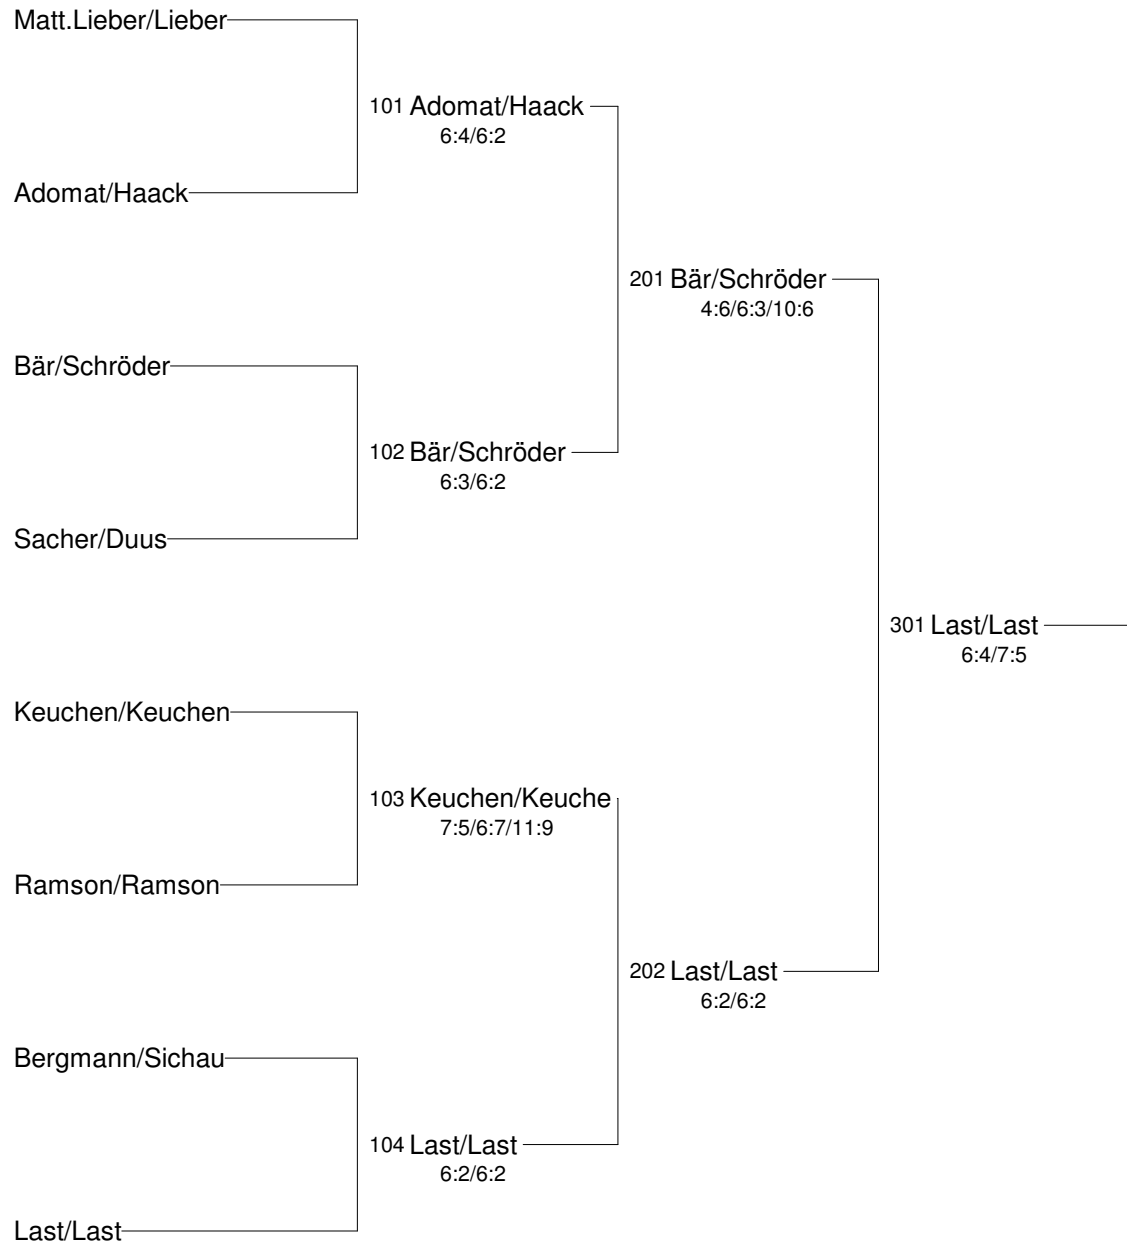 Matt.Lieber/Lieber
101 Adomat/Haack
6:4/6:2
Adomat/Haack
201 Bär/Schröder
4:6/6:3/10:6
Bär/Schröder
102 Bär/Schröder
6:3/6:2
Sacher/Duus
301 Last/Last
6:4/7:5
Keuchen/Keuchen
103 Keuchen/Keuche
7:5/6:7/11:9
Ramson/Ramson
202 Last/Last
6:2/6:2
Bergmann/Sichau
104 Last/Last
6:2/6:2
Last/Last